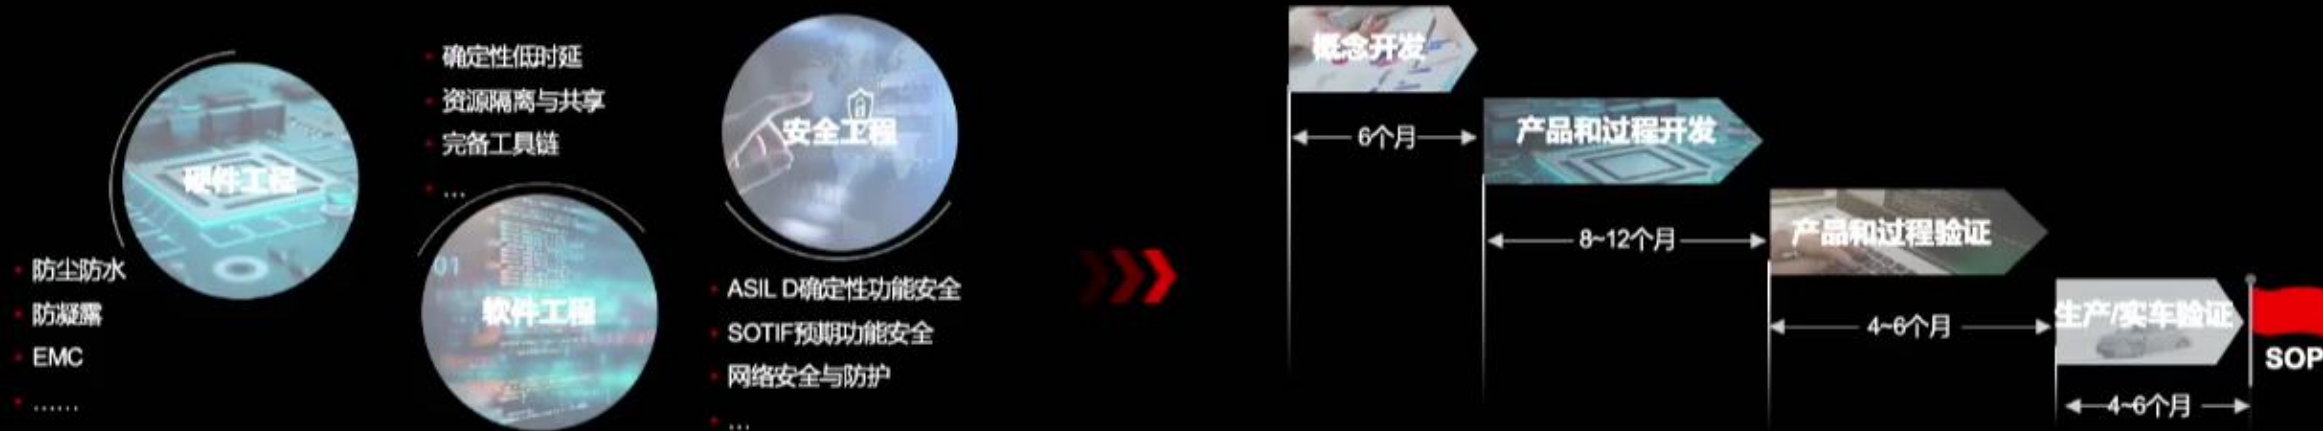 硬件工程
防尘防水
防凝露
EMC
......
确定性低时延
资源隔离与共享
完备工具链
...
01
软件工程
安全工程
ASIL D确定性功能安全
SOTIF预期功能安全
网络安全与防护
...
概念开发
6个月
产品和过程开发
8~12个月
产品和过程验证
4~6个月
生产/实车验证
4~6个月
SOP